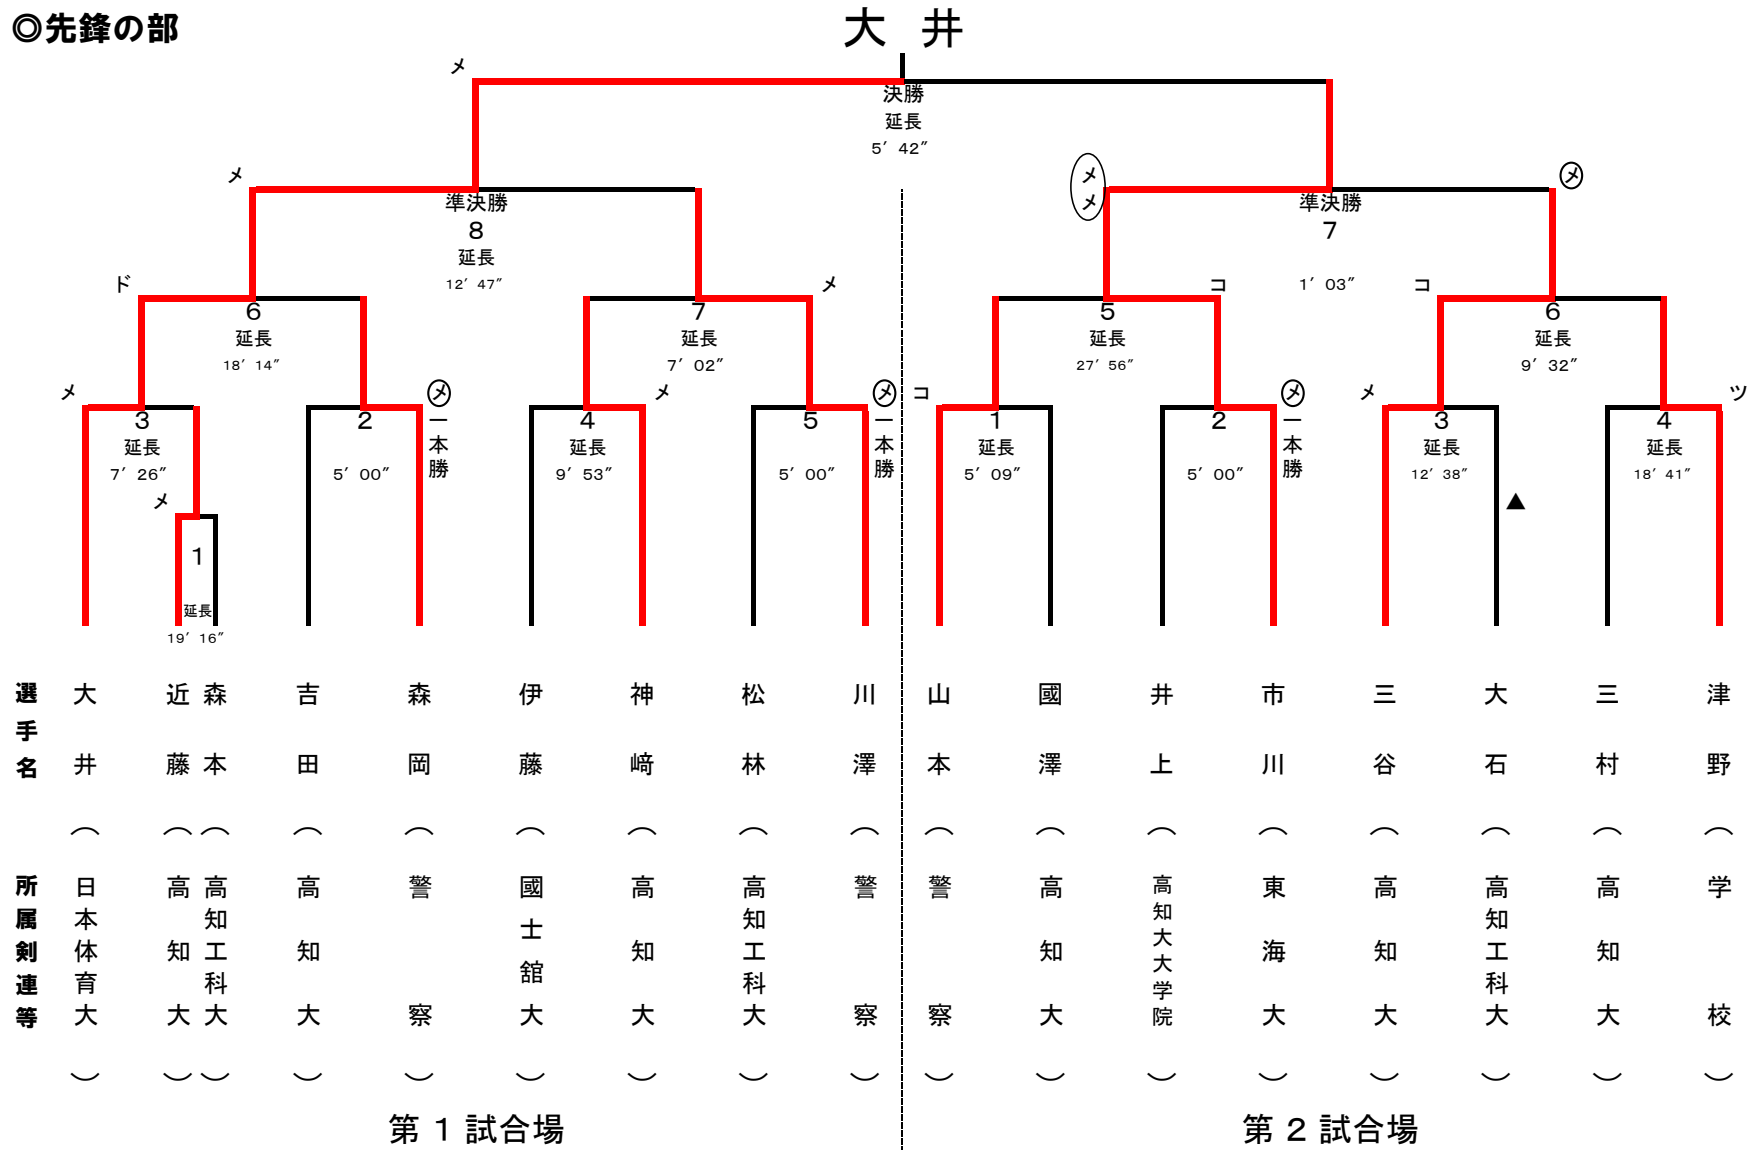 ◎先鋒の部
大 井
メ
決勝
延長
5′ 42″
メ
準決勝
8
延長
12′ 47″
メ
メ
準決勝
7
1′ 03″
メ
ド
6
延長
18′ 14″
7
延長
7′ 02″
メ
5
延長
27′ 56″
コ
コ
6
延長
9′ 32″
メ
3
延長
7′ 26″
2
5′ 00″
メ
一本勝
4
延長
9′ 53″
メ
5
5′ 00″
メ
一本勝
コ
1
延長
5′ 09″
2
5′ 00″
メ
一本勝
メ
3
延長
12′ 38″
▲
4
延長
18′ 41″
ツ
メ
1
延長
19′ 16″
選手名
所属剣連等
大井(日本体育大)
近藤(高知大)
森本(高知工科大)
吉田(高知大)
森岡(警察)
伊藤(國士舘大)
神﨑(高知大)
松林(高知工科大)
川澤(警察)
山本(警察)
國澤(高知大)
井上(高知大大学院)
市川(東海大)
三谷(高知大)
大石(高知工科大)
三村(高知大)
津野(学校)
第 1 試合場
第 2 試合場